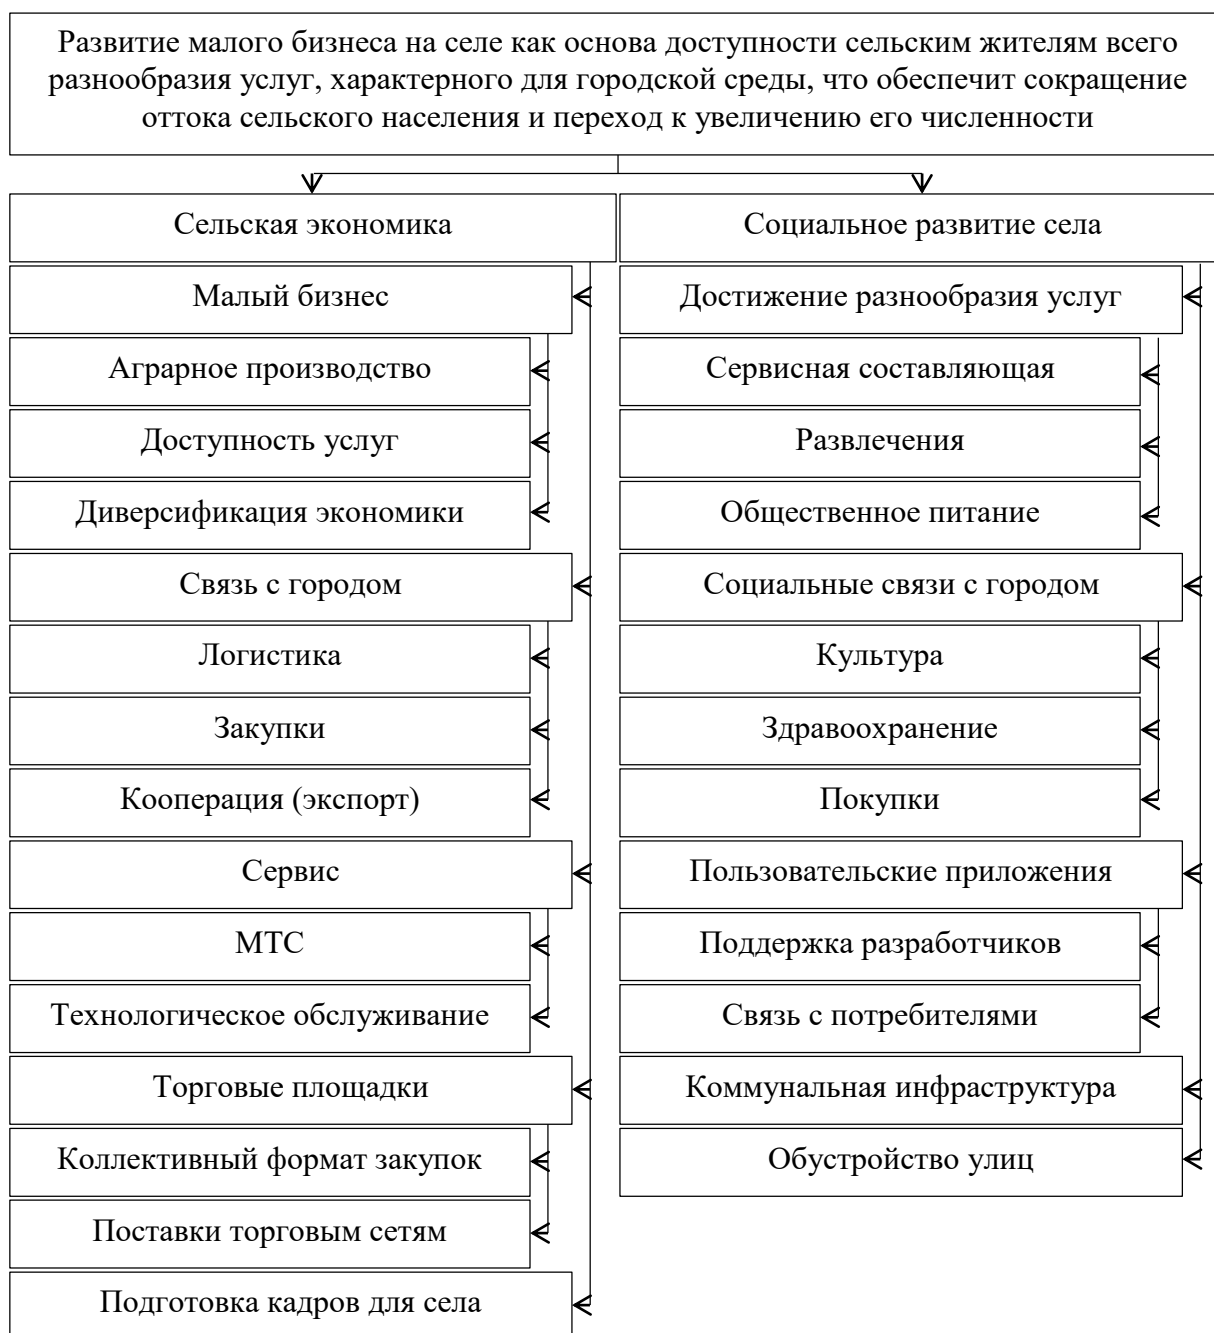 Развитие малого бизнеса на селе как основа доступности сельским жителям всего
разнообразия услуг, характерного для городской среды, что обеспечит сокращение
оттока сельского населения и переход к увеличению его численности
Сельская экономика
Малый бизнес
Аграрное производство
Доступность услуг
Диверсификация экономики
Связь с городом
Логистика
Закупки
Кооперация (экспорт)
Сервис
МТС
Технологическое обслуживание
Торговые площадки
Коллективный формат закупок
Поставки торговым сетям
Подготовка кадров для села
Социальное развитие села
Достижение разнообразия услуг
Сервисная составляющая
Развлечения
Общественное питание
Социальные связи с городом
Культура
Здравоохранение
Покупки
Пользовательские приложения
Поддержка разработчиков
Связь с потребителями
Коммунальная инфраструктура
Обустройство улиц